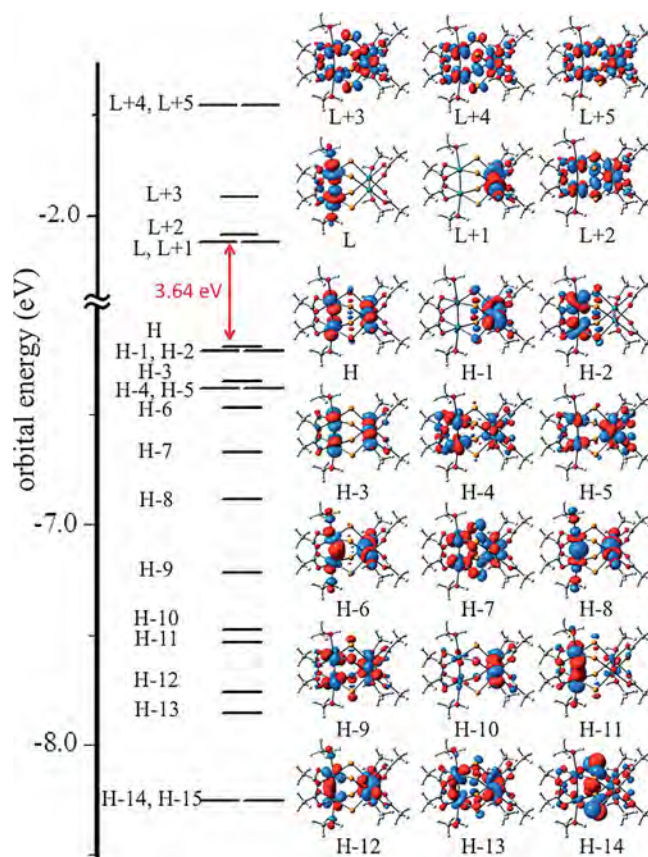 orbital energy (eV)
-2.0
-7.0
-8.0
L+4, L+5
L+3
L+2
L, L+1
3.64 eV
H
H-1, H-2
H-3
H-4, H-5
H-6
H-7
H-8
H-9
H-10
H-11
H-12
H-13
H-14, H-15
L+3 L+4 L+5
L L+1 L+2
H H-1 H-2
H-3 H-4 H-5
H-6 H-7 H-8
H-9 H-10 H-11
H-12 H-13 H-14